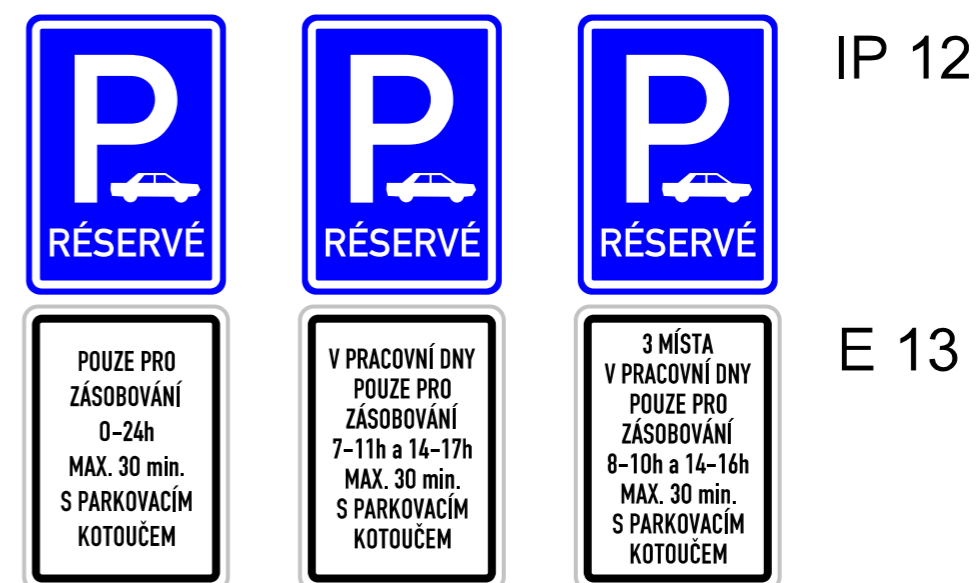 P
RÉSERVÉ
P
RÉSERVÉ
P
RÉSERVÉ
IP 12
POUZE PRO
ZÁSOBOVÁNÍ
0-24h
MAX. 30 min.
S PARKOVACÍM
KOTOUČEM
V PRACOVNÍ DNY
POUZE PRO
ZÁSOBOVÁNÍ
7-11h a 14-17h
MAX. 30 min.
S PARKOVACÍM
KOTOUČEM
3 MÍSTA
V PRACOVNÍ DNY
POUZE PRO
ZÁSOBOVÁNÍ
8-10h a 14-16h
MAX. 30 min.
S PARKOVACÍM
KOTOUČEM
E 13